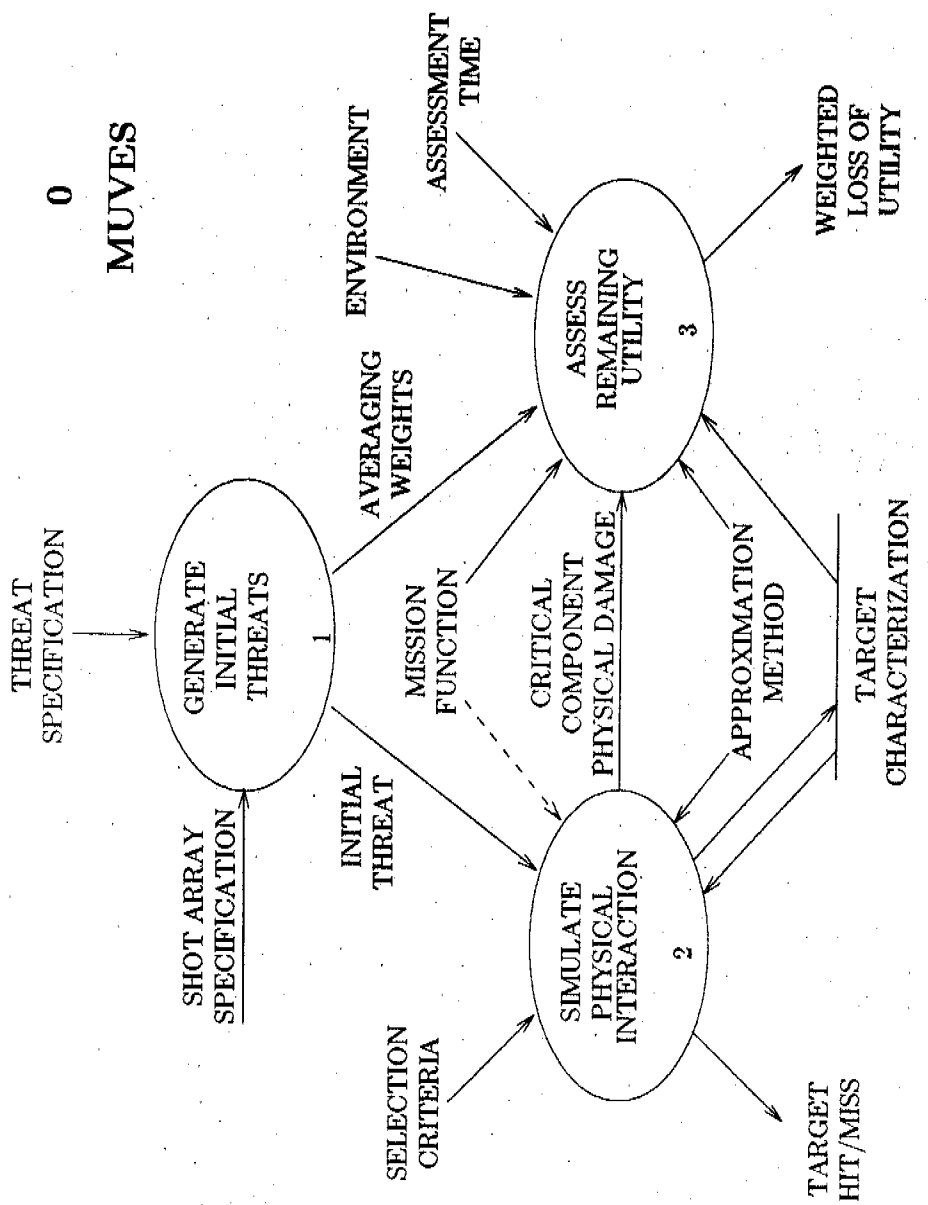 0
MUVES
THREAT
SPECIFICATION
SHOT ARRAY
SPECIFICATION
GENERATE
INITIAL
THREATS
1
INITIAL
THREAT
AVERAGING
WEIGHTS
ENVIRONMENT
ASSESSMENT
TIME
SELECTION
CRITERIA
MISSION
FUNCTION
SIMULATE
PHYSICAL
INTERACTION
2
CRITICAL
COMPONENT
PHYSICAL DAMAGE
ASSESS
REMAINING
UTILITY
3
APPROXIMATION
METHOD
TARGET
HIT/MISS
TARGET
CHARACTERIZATION
WEIGHTED
LOSS OF
UTILITY